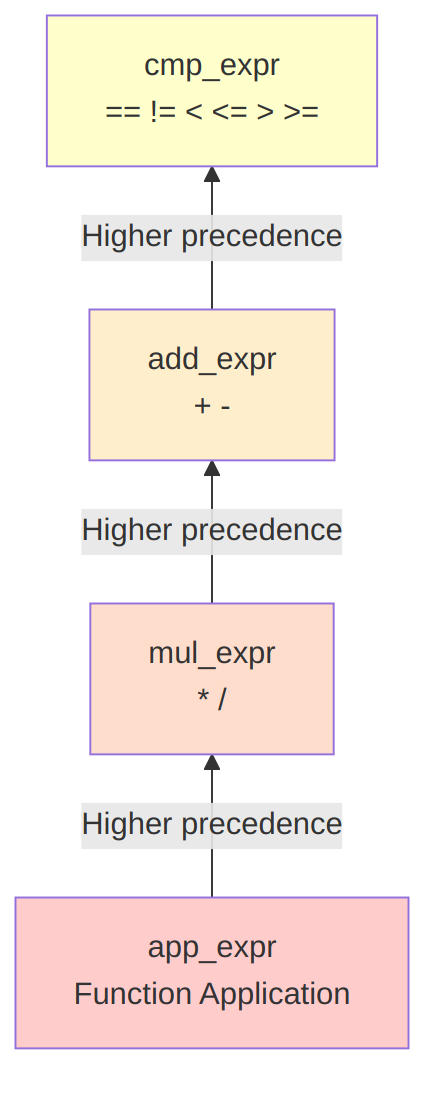 cmp_expr
== != < <= > >=
Higher precedence
add_expr
+ -
Higher precedence
mul_expr
* /
Higher precedence
app_expr
Function Application